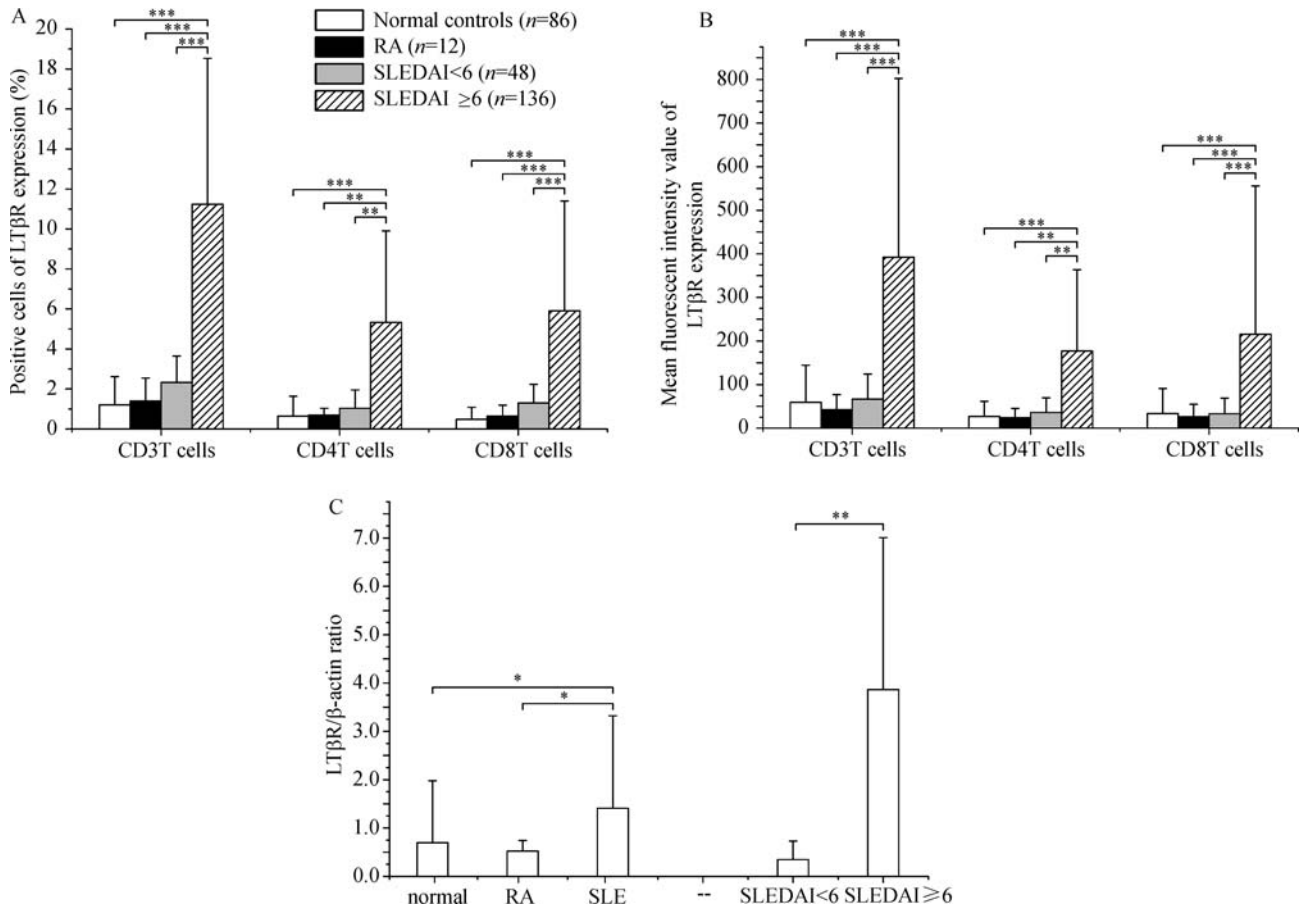 A
Positive cells of LTβR expression (%)
20
18
16
14
12
10
8
6
4
2
0
***
***
***
***
**
**
***
***
***
Normal controls (n=86)
RA (n=12)
SLEDAI<6 (n=48)
SLEDAI ≥6 (n=136)
CD3T cells
CD4T cells
CD8T cells
B
Mean fluorescent intensity value of
LTβR expression
800
700
600
500
400
300
200
100
0
***
***
***
***
**
**
***
***
***
CD3T cells
CD4T cells
CD8T cells
C
LTβR/β-actin ratio
7.0
6.0
5.0
4.0
3.0
2.0
1.0
0.0
*
*
**
normal
RA
SLE
--
SLEDAI<6
SLEDAI≥6